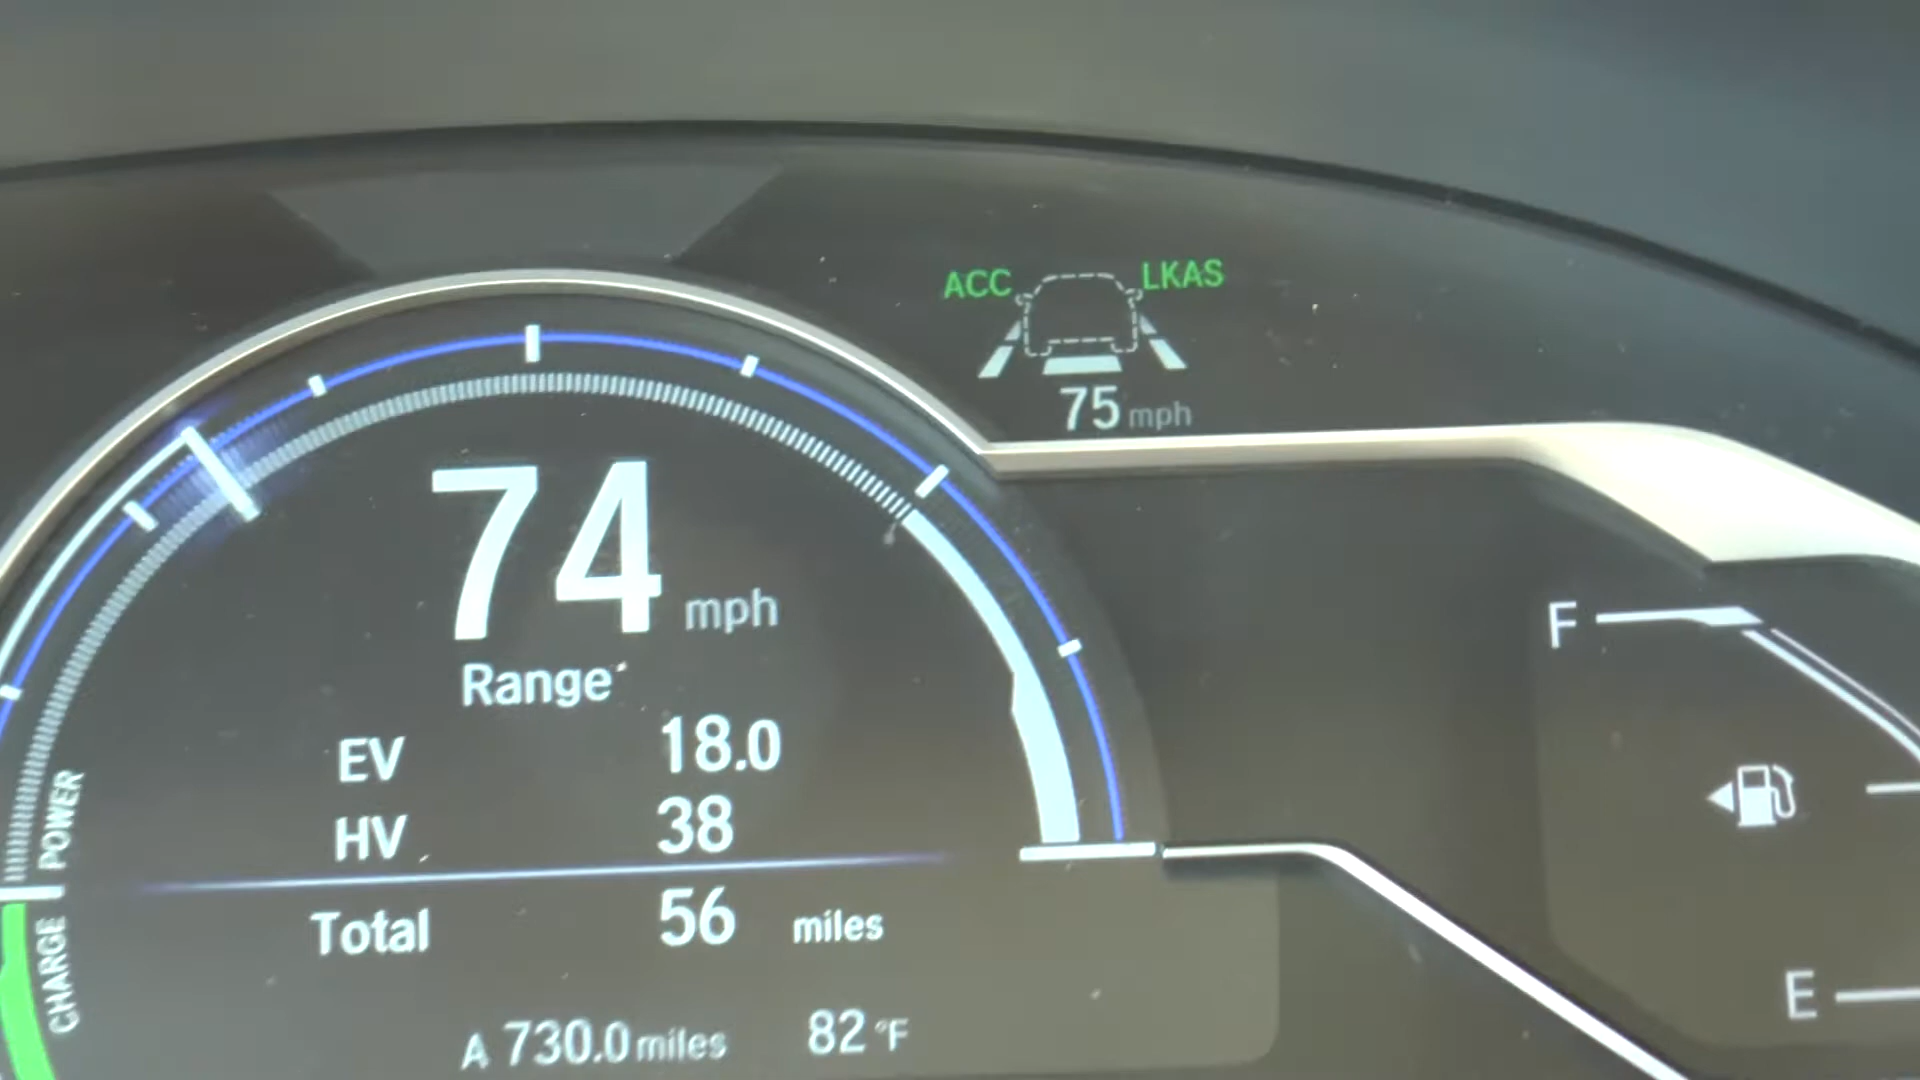 ACC LKAS
75 mph
74 mph
Range
EV 18.0
HV 38
Total 56 miles
A 730.0 miles 82 °F
CHARGE POWER
F
E